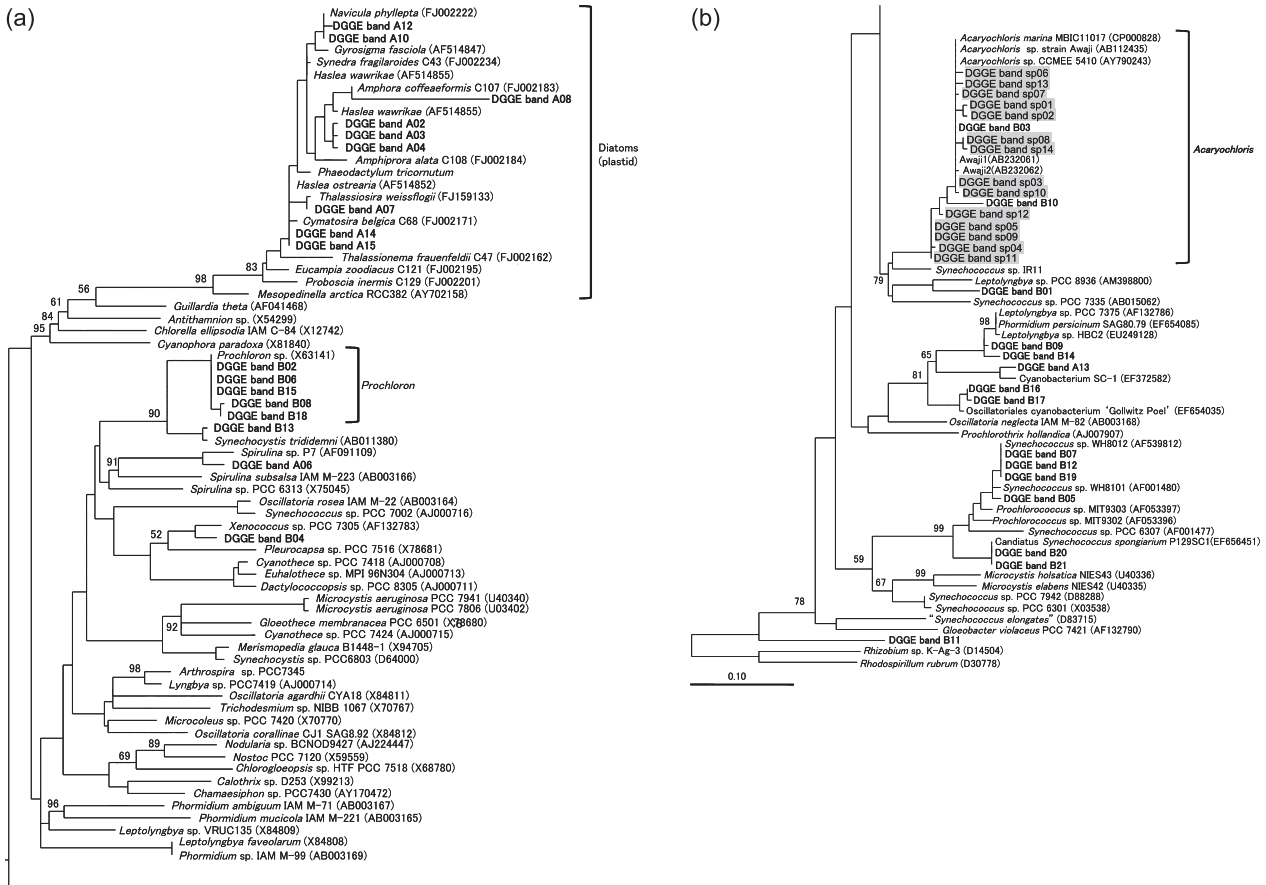 (a)
Navicula phyllepta (FJ002222)
DGGE band A12
DGGE band A10
Gyrosigma fasciola (AF514847)
Synedra fragilaroides C43 (FJ002234)
Haslea wawrikae (AF514855)
Amphora coffeaeformis C107 (FJ002183)
DGGE band A08
Haslea wawrikae (AF514855)
DGGE band A02
DGGE band A03
DGGE band A04
Amphiprora alata C108 (FJ002184)
Phaeodactylum tricornutum
Haslea ostrearia (AF514852)
Thalassiosira weissflogii (FJ159133)
DGGE band A07
Cymatosira belgica C68 (FJ002171)
DGGE band A14
DGGE band A15
Thalassionema frauenfeldii C47 (FJ002162)
83
Eucampia zoodiacus C121 (FJ002195)
98
Proboscia inermis C129 (FJ002201)
56
Mesopedinella arctica RCC382 (AY702158)
Diatoms
(plastid)
61
Guillardia theta (AF041468)
84
Antithamnion sp. (X54299)
95
Chlorella ellipsodia IAM C-84 (X12742)
Cyanophora paradoxa (X81840)
Prochloron sp. (X63141)
DGGE band B02
DGGE band B06
DGGE band B15
DGGE band B08
DGGE band B18
Prochloron
90
DGGE band B13
Synechocystis trididemni (AB011380)
Spirulina sp. P7 (AF091109)
91
DGGE band A06
Spirulina subsalsa IAM M-223 (AB003166)
Spirulina sp. PCC 6313 (X75045)
Oscillatoria rosea IAM M-22 (AB003164)
Synechococcus sp. PCC 7002 (AJ000716)
Xenococcus sp. PCC 7305 (AF132783)
52
DGGE band B04
Pleurocapsa sp. PCC 7516 (X78681)
Cyanothece sp. PCC 7418 (AJ000708)
Euhalothece sp. MPI 96N304 (AJ000713)
Dactylococcopsis sp. PCC 8305 (AJ000711)
Microcystis aeruginosa PCC 7941 (U40340)
Microcystis aeruginosa PCC 7806 (U03402)
92
Gloeothece membranacea PCC 6501 (X78680)
Cyanothece sp. PCC 7424 (AJ000715)
Merismopedia glauca B1448-1 (X94705)
Synechocystis sp. PCC6803 (D64000)
98
Arthrospira sp. PCC7345
Lyngbya sp. PCC7419 (AJ000714)
Oscillatoria agardhii CYA18 (X84811)
Trichodesmium sp. NIBB 1067 (X70767)
Microcoleus sp. PCC 7420 (X70770)
Oscillatoria corallinae CJ1 SAG8.92 (X84812)
89
Nodularia sp. BCNOD9427 (AJ224447)
69
Nostoc PCC 7120 (X59559)
Chlorogloeopsis sp. HTF PCC 7518 (X68780)
Calothrix sp. D253 (X99213)
Chamaesiphon sp. PCC7430 (AY170472)
96
Phormidium ambiguum IAM M-71 (AB003167)
Phormidium mucicola IAM M-221 (AB003165)
Leptolyngbya sp. VRUC135 (X84809)
Leptolyngbya faveolarum (X84808)
Phormidium sp. IAM M-99 (AB003169)
(b)
Acaryochloris marina MBIC11017 (CP000828)
Acaryochloris sp. strain Awaji (AB112435)
Acaryochloris sp. CCMEE 5410 (AY790243)
DGGE band sp06
DGGE band sp13
DGGE band sp07
DGGE band sp01
DGGE band sp02
DGGE band B03
DGGE band sp08
DGGE band sp14
Awaji1(AB232061)
Awaji2(AB232062)
DGGE band sp03
DGGE band sp10
DGGE band B10
DGGE band sp12
DGGE band sp05
DGGE band sp09
DGGE band sp04
DGGE band sp11
Acaryochloris
Synechococcus sp. IR11
79
Leptolyngbya sp. PCC 8936 (AM398800)
DGGE band B01
Synechococcus sp. PCC 7335 (AB015062)
Leptolyngbya sp. PCC 7375 (AF132786)
98
Phormidium persicinum SAG80.79 (EF654085)
Leptolyngbya sp. HBC2 (EU249128)
DGGE band B09
65
DGGE band B14
DGGE band A13
81
Cyanobacterium SC-1 (EF372582)
DGGE band B16
DGGE band B17
Oscillatoriales cyanobacterium 'Gollwitz Poel' (EF654035)
Oscillatoria neglecta IAM M-82 (AB003168)
Prochlorothrix hollandica (AJ007907)
Synechococcus sp. WH8012 (AF539812)
DGGE band B07
DGGE band B12
DGGE band B19
Synechococcus sp. WH8101 (AF001480)
DGGE band B05
Prochlorococcus sp. MIT9303 (AF053397)
Prochlorococcus sp. MIT9302 (AF053396)
99
Synechococcus sp. PCC 6307 (AF001477)
Candiatus Synechococcus spongiarium P129SC1(EF656451)
DGGE band B20
59
DGGE band B21
99
Microcystis holsatica NIES43 (U40336)
67
Microcystis elabens NIES42 (U40335)
Synechococcus sp. PCC 7942 (D88288)
78
Synechococcus sp. PCC 6301 (X03538)
"Synechococcus elongates" (D83715)
Gloeobacter violaceus PCC 7421 (AF132790)
DGGE band B11
Rhizobium sp. K-Ag-3 (D14504)
Rhodospirillum rubrum (D30778)
0.10